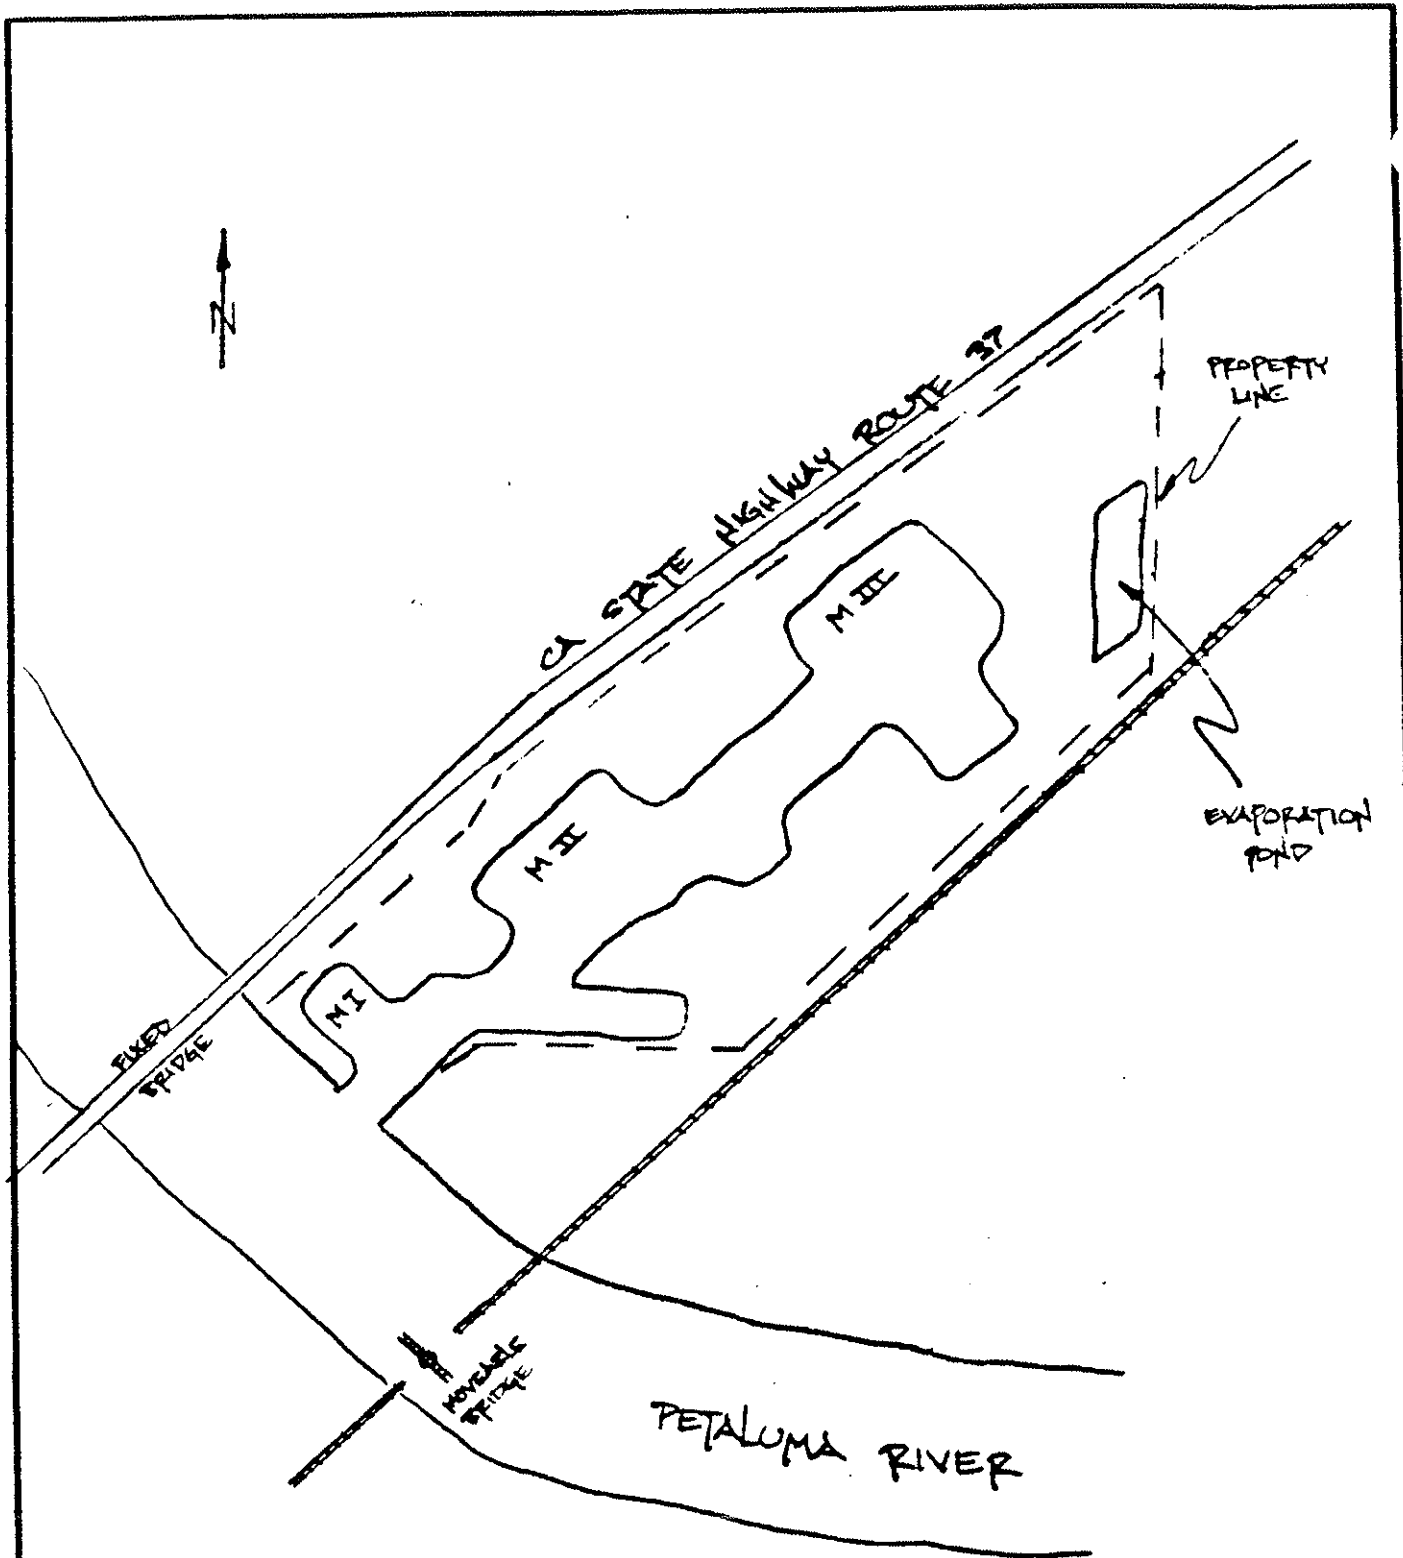 N
CA STATE HIGHWAY ROUTE 37
PROPERTY
LINE
M III
M II
EVAPORATION
POND
M I
FIXED
BRIDGE
MOVEABLE
BRIDGE
PETALUMA RIVER